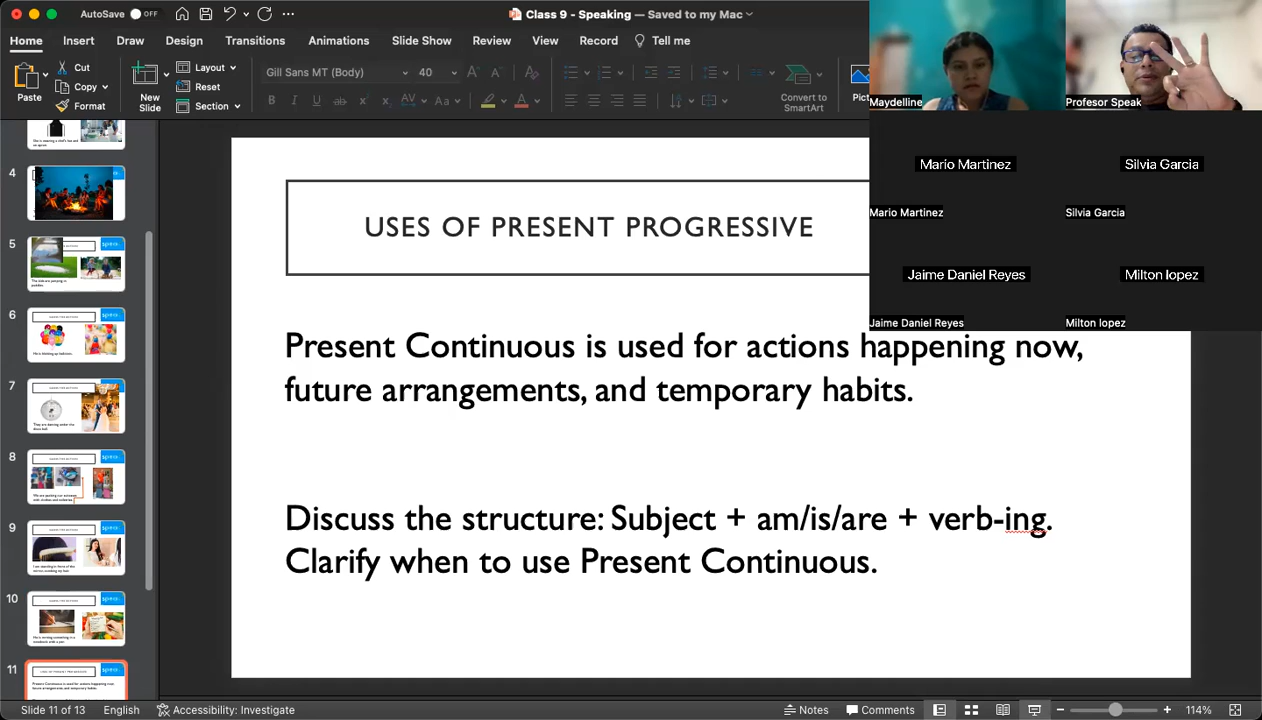 AutoSave OFF
Class 9 - Speaking — Saved to my Mac
Home Insert Draw Design Transitions Animations Slide Show Review View Record Tell me
Paste
Cut
Copy
Format
New Slide
Layout
Reset
Section
Gill Sans MT (Body) 40
Convert to SmartArt
Maydelline
Profesor Speak
Mario Martinez
Silvia Garcia
Mario Martinez
Silvia Garcia
Jaime Daniel Reyes
Milton lopez
Jaime Daniel Reyes
Milton lopez
4
5
6
7
8
9
10
11
USES OF PRESENT PROGRESSIVE
Present Continuous is used for actions happening now,
future arrangements, and temporary habits.
Discuss the structure: Subject + am/is/are + verb-ing.
Clarify when to use Present Continuous.
Slide 11 of 13 English Accessibility: Investigate Notes Comments 114%